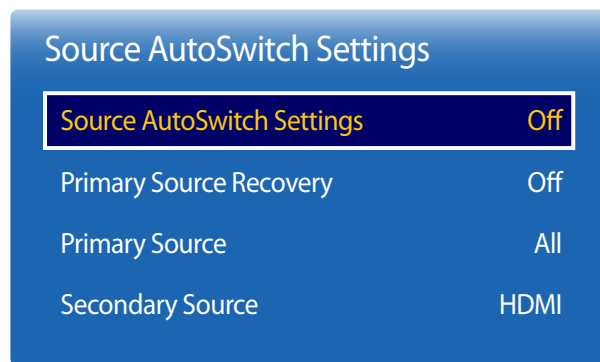 Source AutoSwitch Settings
Source AutoSwitch Settings Off
Primary Source Recovery Off
Primary Source All
Secondary Source HDMI